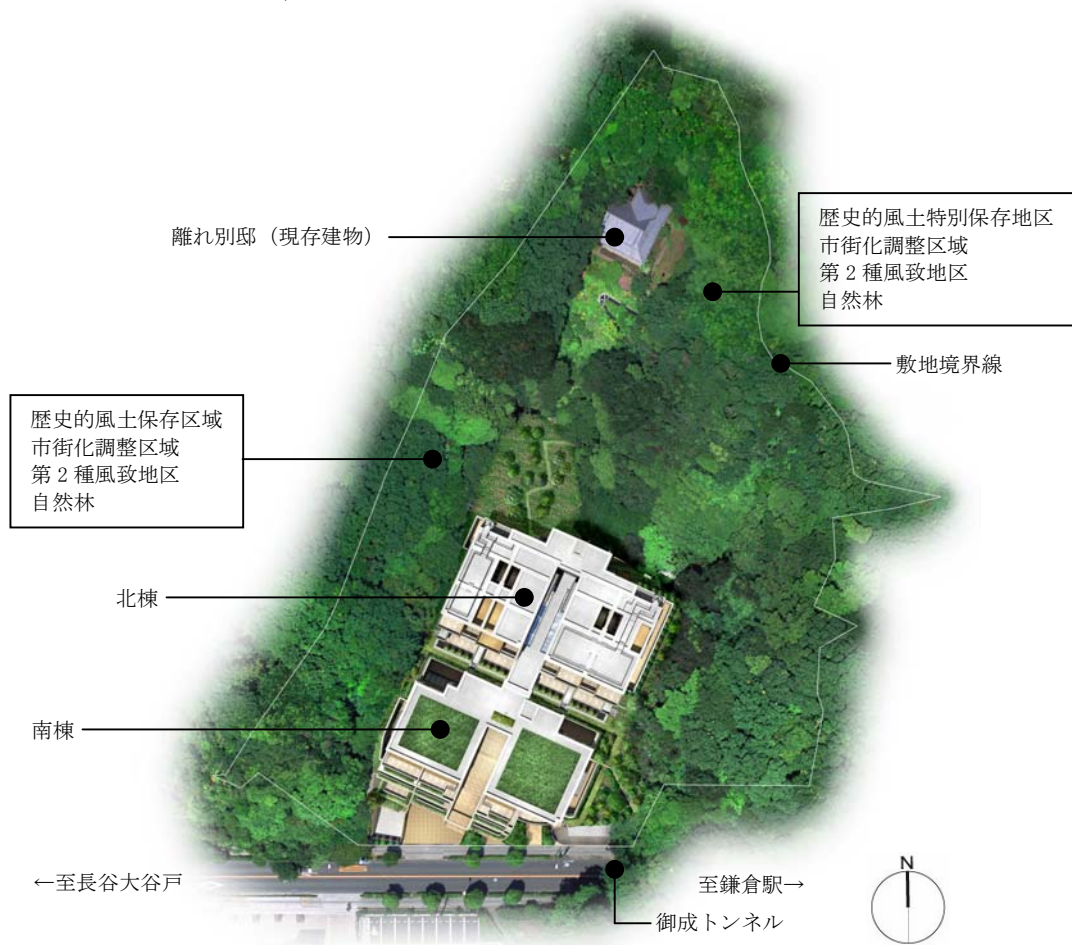 離れ別邸（現存建物）
歴史的風土特別保存地区
市街化調整区域
第2種風致地区
自然林
敷地境界線
歴史的風土保存区域
市街化調整区域
第2種風致地区
自然林
北棟
南棟
←至長谷大谷戸
至鎌倉駅→
御成トンネル
N